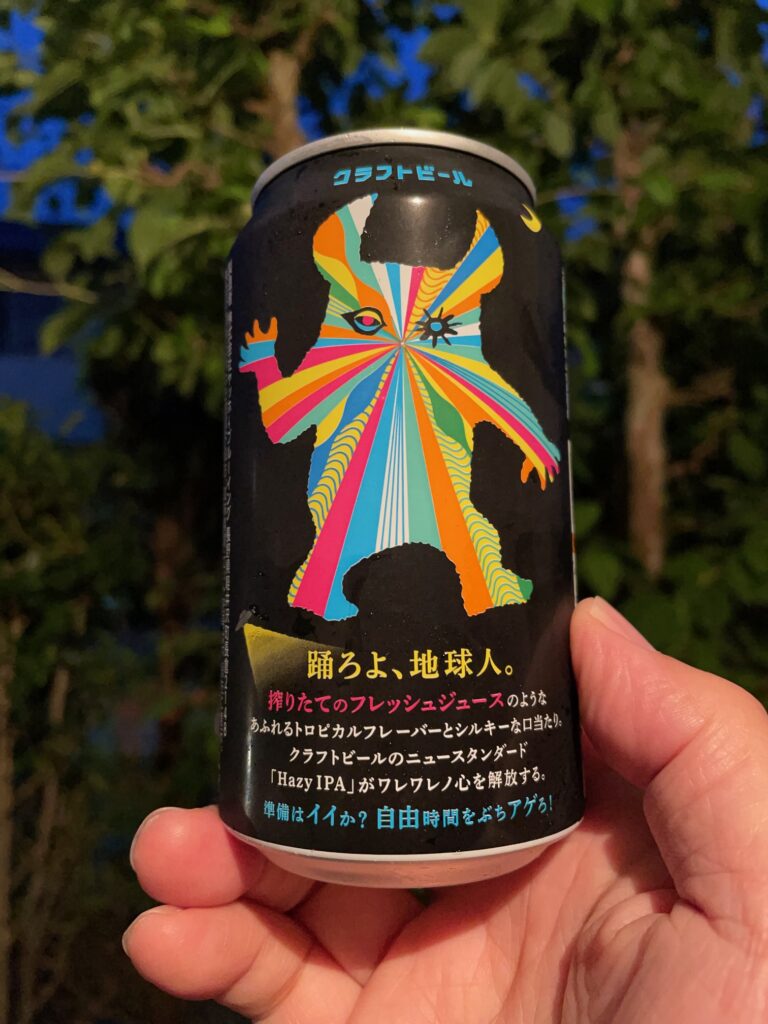 クラフトビール
踊ろよ、地球人。
搾りたてのフレッシュジュースのような
あふれるトロピカルフレーバーとシルキーな口当たり。
クラフトビールのニュースタンダード
「Hazy IPA」がワレワレノ心を解放する。
準備はイイか? 自由時間をぶちアゲろ!